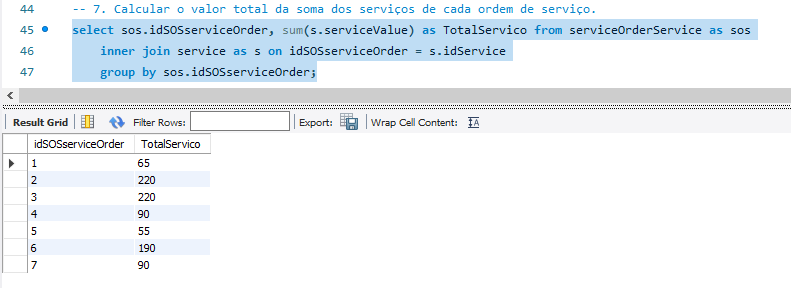 44 -- 7. Calcular o valor total da soma dos serviços de cada ordem de serviço.
45 select sos.idSOSserviceOrder, sum(s.serviceValue) as TotalServico from serviceOrderService as sos
46 inner join service as s on idSOSserviceOrder = s.idService
47 group by sos.idSOSserviceOrder;
Result Grid Filter Rows: Export: Wrap Cell Content:
idSOSserviceOrder TotalServico
1 65
2 220
3 220
4 90
5 55
6 190
7 90